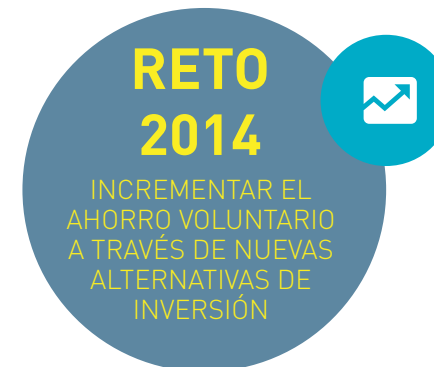 RETO
2014
INCREMENTAR EL
AHORRO VOLUNTARIO
A TRAVÉS DE NUEVAS
ALTERNATIVAS DE
INVERSIÓN